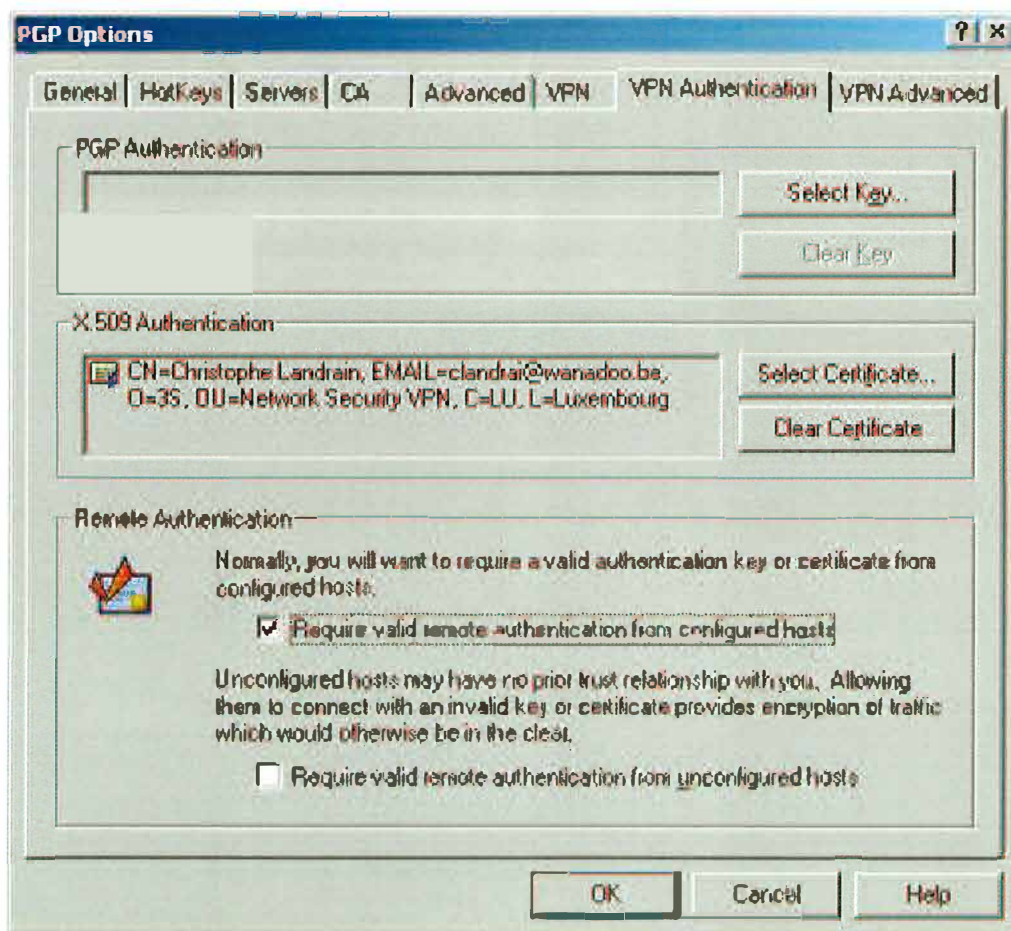 PGP Options
General HotKeys Servers CA Advanced VPN VPN Authentication VPN Advanced
PGP Authentication
Select Key...
Clear Key
X.509 Authentication
CN=Christophe Landrain, EMAIL=clandrai@wanadoo.be,
O=3S, OU=Network Security VPN, C=LU, L=Luxembourg
Select Certificate...
Clear Certificate
Remote Authentication
Normally, you will want to require a valid authentication key or certificate from
configured hosts.
Require valid remote authentication from configured hosts
Unconfigured hosts may have no prior trust relationship with you. Allowing
them to connect with an invalid key or certificate provides encryption of traffic
which would otherwise be in the clear.
Require valid remote authentication from unconfigured hosts
OK Cancel Help